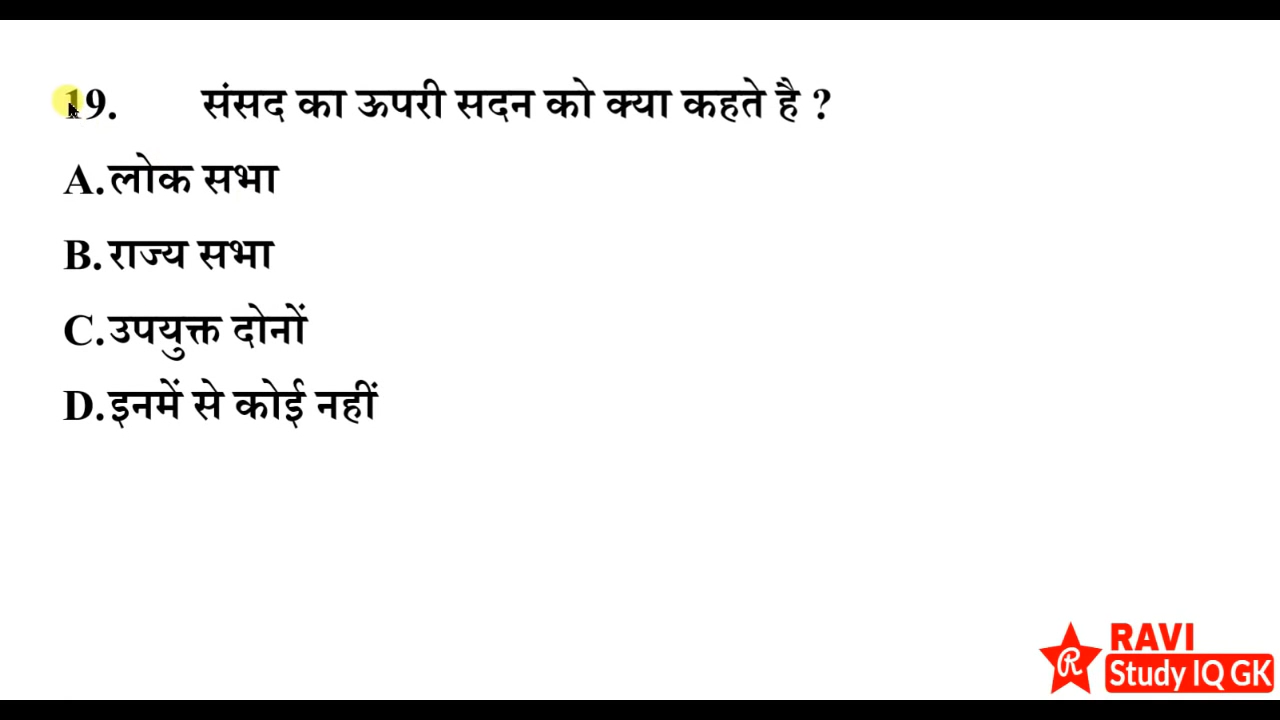 19. संसद का ऊपरी सदन को क्या कहते है ?
A. लोक सभा
B. राज्य सभा
C. उपयुक्त दोनों
D. इनमें से कोई नहीं
R RAVI
Study IQ GK